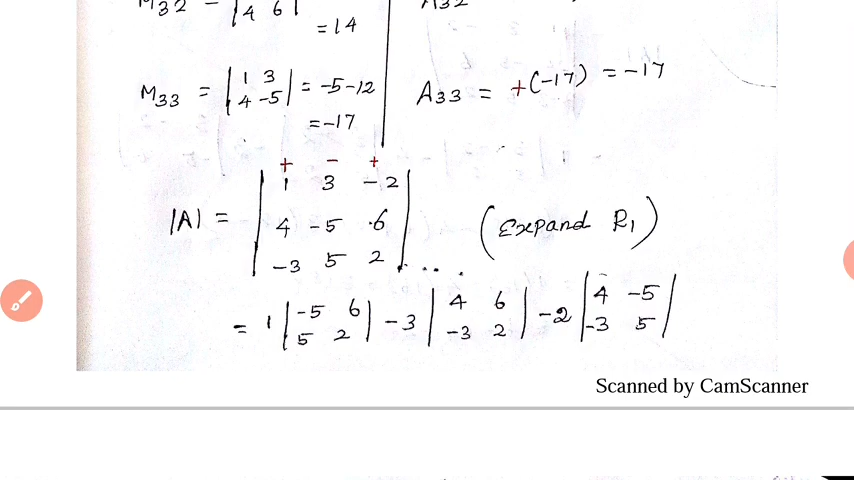 M32 = | 4 6 |
= 14
A32
M33 = | 1 3 | = -5-12
| 4 -5 |
= -17
A33 = +(-17) = -17
+ - +
1 3 -2
|A| = | 4 -5 6 | (Expand R1)
-3 5 2
= 1 | -5 6 | -3 | 4 6 | -2 | 4 -5 |
| 5 2 | | -3 2 | | -3 5 |
Scanned by CamScanner